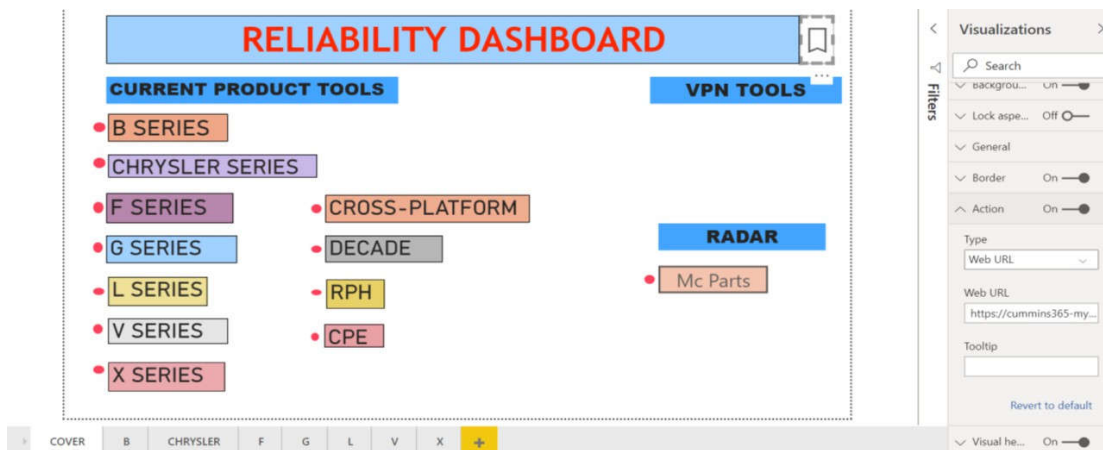 RELIABILITY DASHBOARD
CURRENT PRODUCT TOOLS
VPN TOOLS
B SERIES
CHRYSLER SERIES
F SERIES
CROSS-PLATFORM
G SERIES
DECADE
RADAR
L SERIES
RPH
Mc Parts
V SERIES
CPE
X SERIES
COVER B CHRYSLER F G L V X +
Filters
Visualizations
Search
Backgrou... On
Lock aspe... Off
General
Border On
Action On
Type
Web URL
Web URL
https://cummins365-my...
Tooltip
Revert to default
Visual he... On